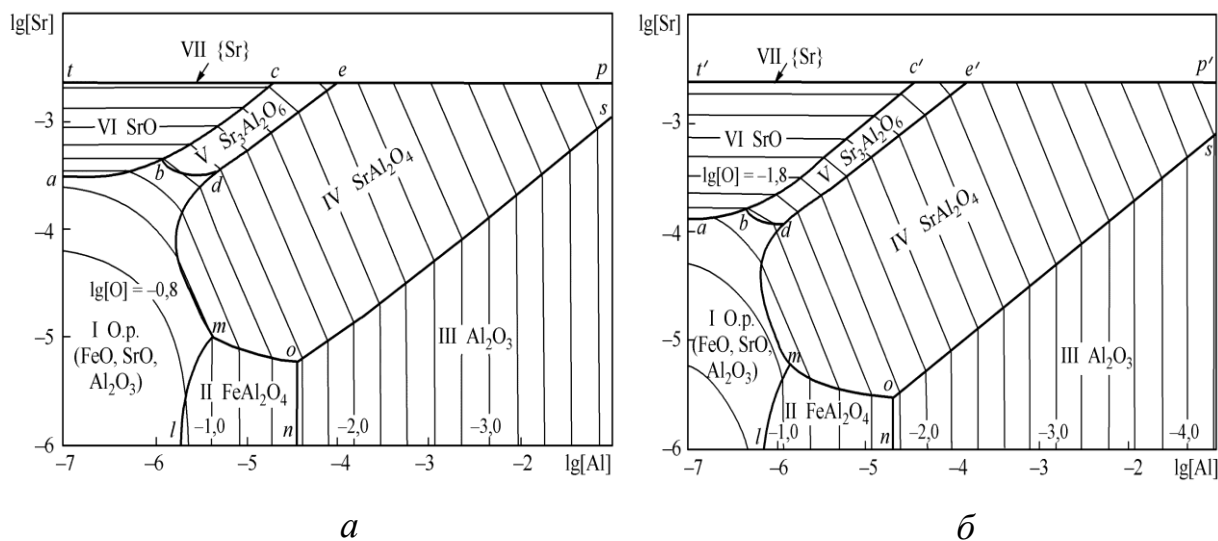 lg[Sr]
VII {Sr}
t
c
e
p
s
–3
VI SrO
V Sr₃Al₂O₆
a
b
d
IV SrAl₂O₄
–4
lg[O] = –0,8
–5
m
I О.р.
(FeO, SrO,
Al₂O₃)
o
III Al₂O₃
II FeAl₂O₄
l
–1,0
n
–2,0
–3,0
–6
–7
–6
–5
–4
–3
–2
lg[Al]
а
lg[Sr]
VII {Sr}
t′
c′
e′
p′
–3
s
VI SrO
V Sr₃Al₂O₆
lg[O] = –1,8
a
b
d
–4
IV SrAl₂O₄
–5
I О.р.
(FeO, SrO,
Al₂O₃)
m
o
III Al₂O₃
II FeAl₂O₄
l
–1,0
n
–2,0
–3,0
–4,0
–6
–7
–6
–5
–4
–3
–2
lg[Al]
б